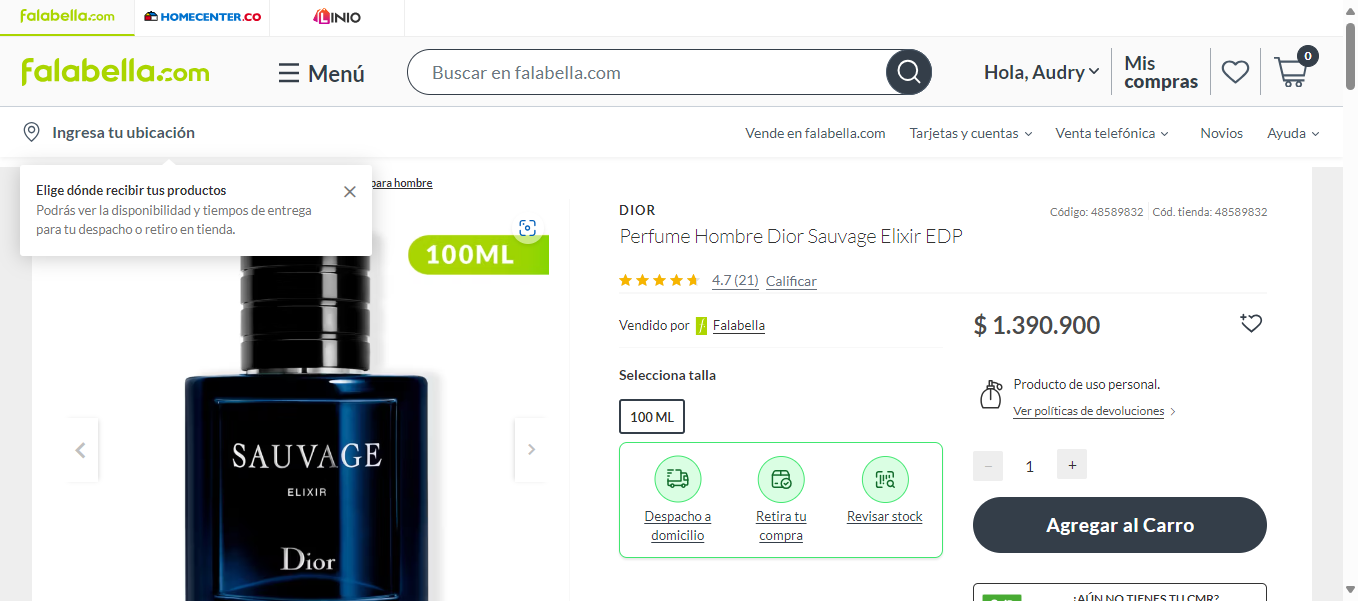 falabella.com
HOMECENTER.CO
LINIO
falabella.com
Menú
Buscar en falabella.com
Hola, Audry
Mis
compras
0
Ingresa tu ubicación
Vende en falabella.com
Tarjetas y cuentas
Venta telefónica
Novios
Ayuda
Elige dónde recibir tus productos
Podrás ver la disponibilidad y tiempos de entrega
para tu despacho o retiro en tienda.
para hombre
100ML
SAUVAGE
ELIXIR
Dior
DIOR
Código: 48589832
Cód. tienda: 48589832
Perfume Hombre Dior Sauvage Elixir EDP
4.7 (21)
Calificar
Vendido por
Falabella
$ 1.390.900
Selecciona talla
100 ML
Despacho a
domicilio
Retira tu
compra
Revisar stock
Producto de uso personal.
Ver políticas de devoluciones
− 1 +
Agregar al Carro
¿AÚN NO TIENES TU CMR?